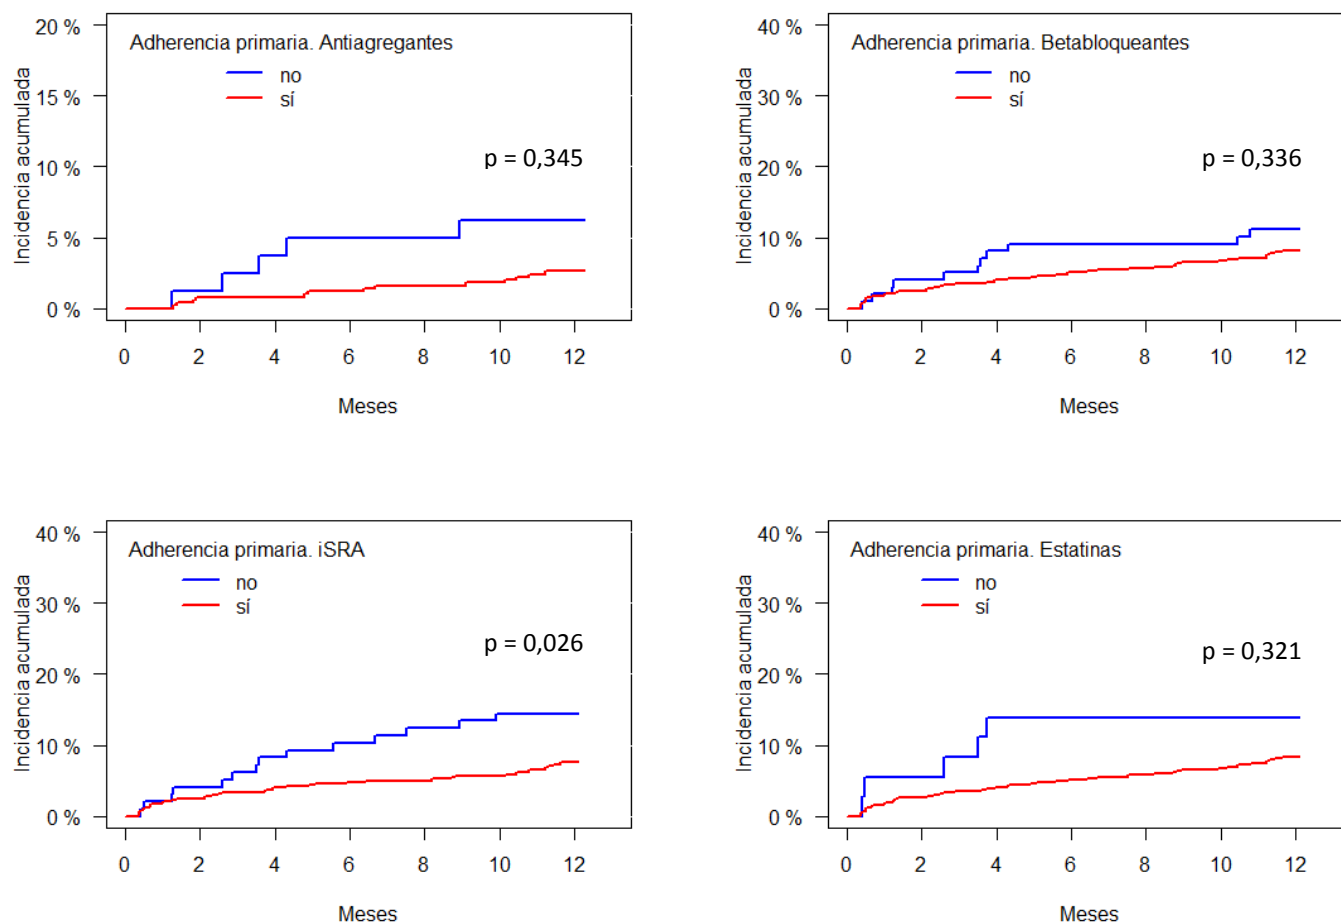 Adherencia primaria. Antiagregantes
no
sí
p = 0,345
Incidencia acumulada
20 %
15 %
10 %
5 %
0 %
0 2 4 6 8 10 12
Meses
Adherencia primaria. Betabloqueantes
no
sí
p = 0,336
Incidencia acumulada
40 %
30 %
20 %
10 %
0 %
0 2 4 6 8 10 12
Meses
Adherencia primaria. iSRA
no
sí
p = 0,026
Incidencia acumulada
40 %
30 %
20 %
10 %
0 %
0 2 4 6 8 10 12
Meses
Adherencia primaria. Estatinas
no
sí
p = 0,321
Incidencia acumulada
40 %
30 %
20 %
10 %
0 %
0 2 4 6 8 10 12
Meses